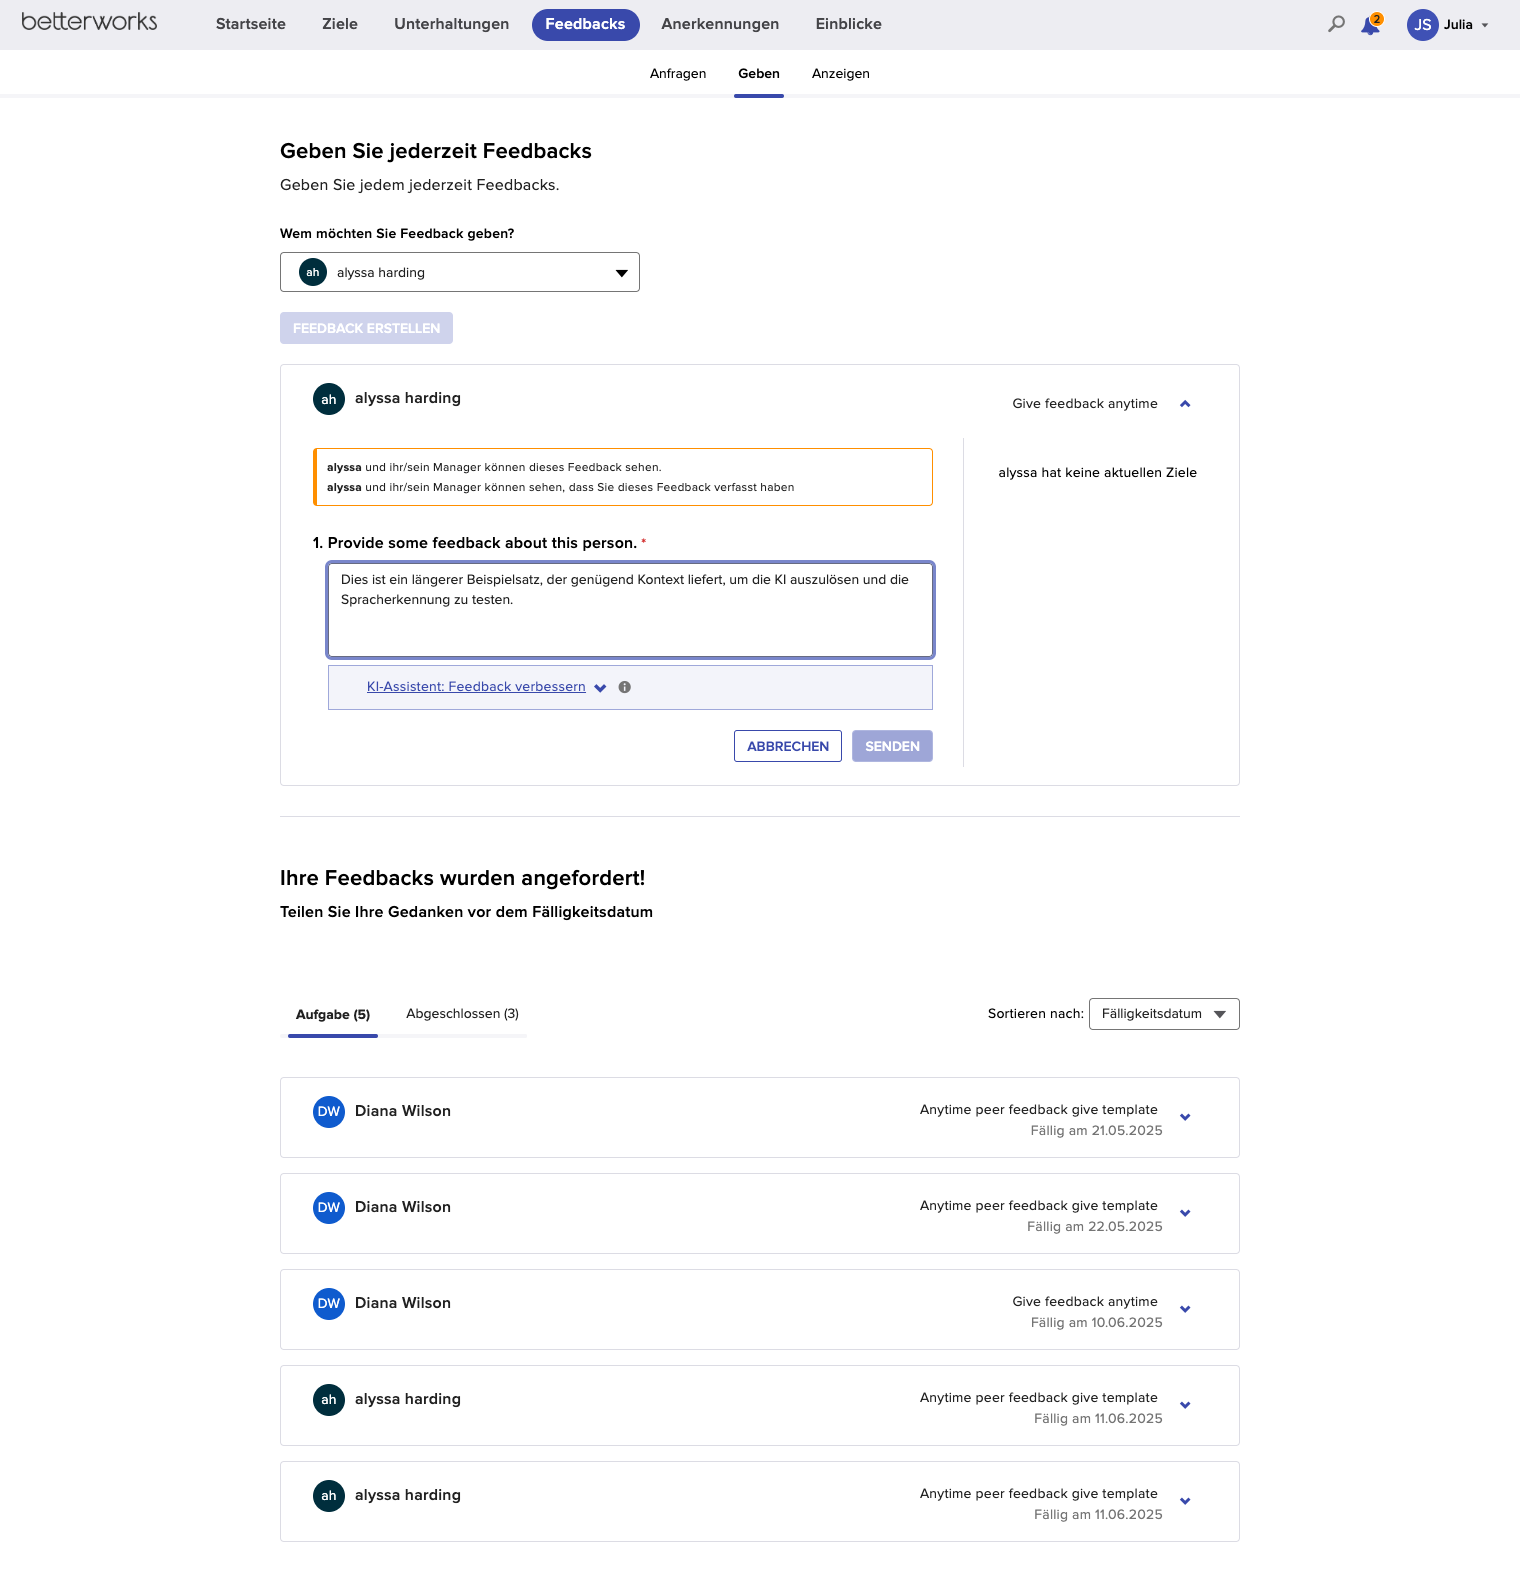 betterworks
Startseite Ziele Unterhaltungen Feedbacks Anerkennungen Einblicke 2 JS Julia
Anfragen Geben Anzeigen
Geben Sie jederzeit Feedbacks
Geben Sie jedem jederzeit Feedbacks.
Wem möchten Sie Feedback geben?
ah alyssa harding
FEEDBACK ERSTELLEN
ah alyssa harding Give feedback anytime
alyssa und ihr/sein Manager können dieses Feedback sehen.
alyssa und ihr/sein Manager können sehen, dass Sie dieses Feedback verfasst haben
alyssa hat keine aktuellen Ziele
1. Provide some feedback about this person. *
Dies ist ein längerer Beispielsatz, der genügend Kontext liefert, um die KI auszulösen und die
Spracherkennung zu testen.
KI-Assistent: Feedback verbessern
ABBRECHEN SENDEN
Ihre Feedbacks wurden angefordert!
Teilen Sie Ihre Gedanken vor dem Fälligkeitsdatum
Aufgabe (5) Abgeschlossen (3) Sortieren nach: Fälligkeitsdatum
DW Diana Wilson Anytime peer feedback give template
Fällig am 21.05.2025
DW Diana Wilson Anytime peer feedback give template
Fällig am 22.05.2025
DW Diana Wilson Give feedback anytime
Fällig am 10.06.2025
ah alyssa harding Anytime peer feedback give template
Fällig am 11.06.2025
ah alyssa harding Anytime peer feedback give template
Fällig am 11.06.2025